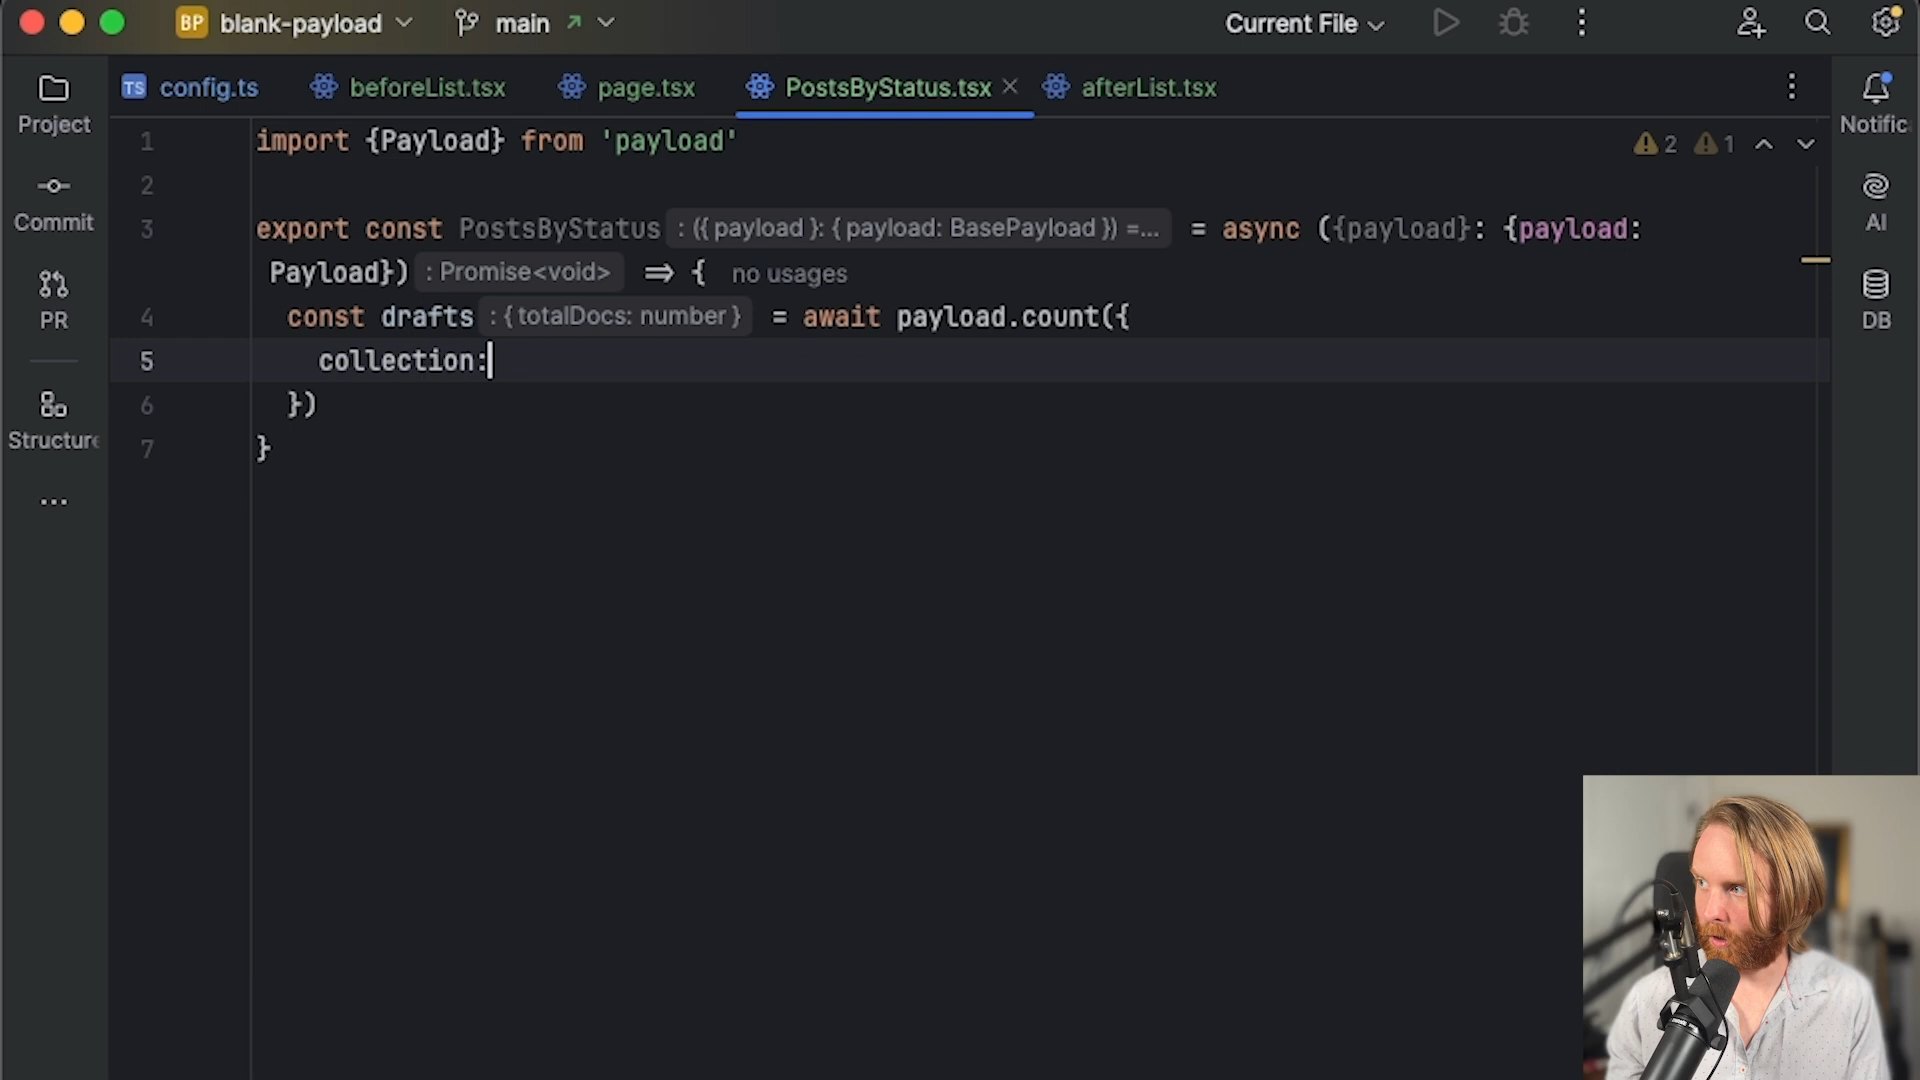 BP blank-payload main Current File
TS config.ts beforeList.tsx page.tsx PostsByStatus.tsx afterList.tsx
Project
Commit
PR
Structure
...
Notific
AI
DB
2 1
1 import {Payload} from 'payload'
2
3 export const PostsByStatus : ({ payload }: { payload: BasePayload }) =... = async ({payload}: {payload:
Payload}) : Promise<void> => { no usages
4 const drafts : { totalDocs: number } = await payload.count({
5 collection:
6 })
7 }